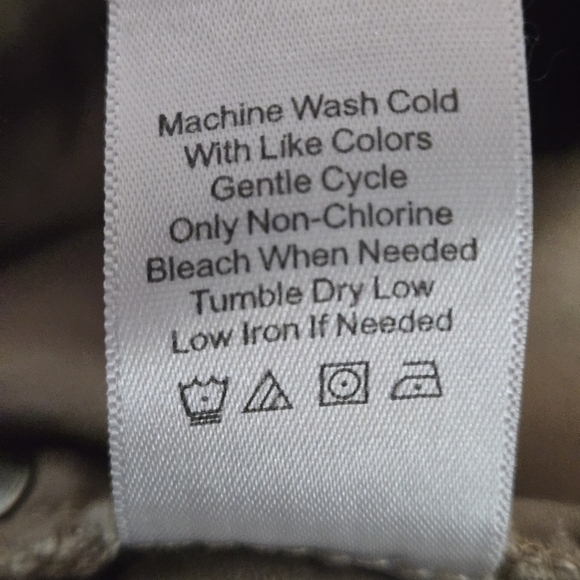 Machine Wash Cold
With Like Colors
Gentle Cycle
Only Non-Chlorine
Bleach When Needed
Tumble Dry Low
Low Iron If Needed